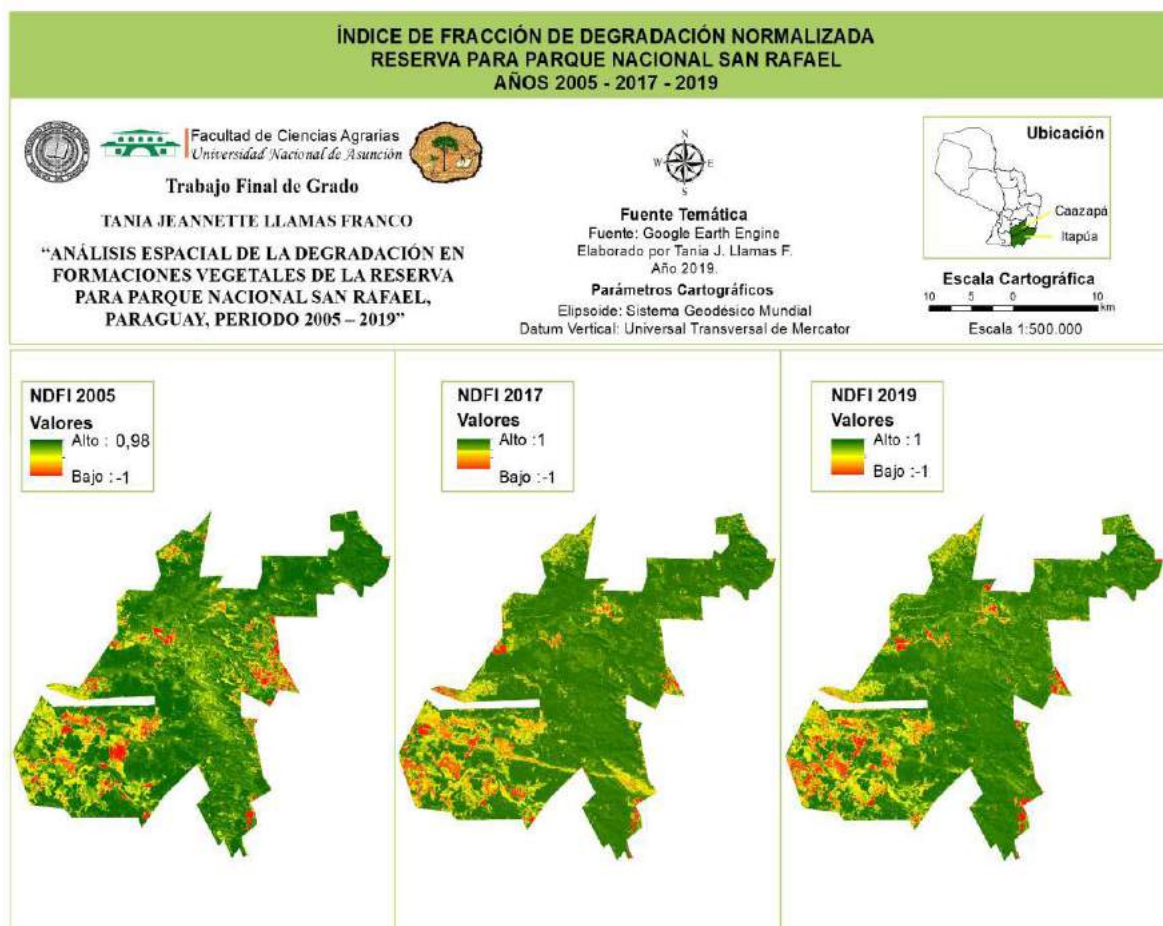 ÍNDICE DE FRACCIÓN DE DEGRADACIÓN NORMALIZADA
RESERVA PARA PARQUE NACIONAL SAN RAFAEL
AÑOS 2005 - 2017 - 2019
Facultad de Ciencias Agrarias
Universidad Nacional de Asunción
Trabajo Final de Grado
TANIA JEANNETTE LLAMAS FRANCO
“ANÁLISIS ESPACIAL DE LA DEGRADACIÓN EN
FORMACIONES VEGETALES DE LA RESERVA
PARA PARQUE NACIONAL SAN RAFAEL,
PARAGUAY, PERIODO 2005 – 2019”
N
W E
S
Fuente Temática
Fuente: Google Earth Engine
Elaborado por Tania J. Llamas F.
Año 2019.
Parámetros Cartográficos
Elipsoide: Sistema Geodésico Mundial
Datum Vertical: Universal Transversal de Mercator
Ubicación
Caazapá
Itapúa
Escala Cartográfica
10 5 0 10
km
Escala 1:500.000
NDFI 2005
Valores
Alto : 0,98
Bajo :-1
NDFI 2017
Valores
Alto :1
Bajo :-1
NDFI 2019
Valores
Alto : 1
Bajo : -1